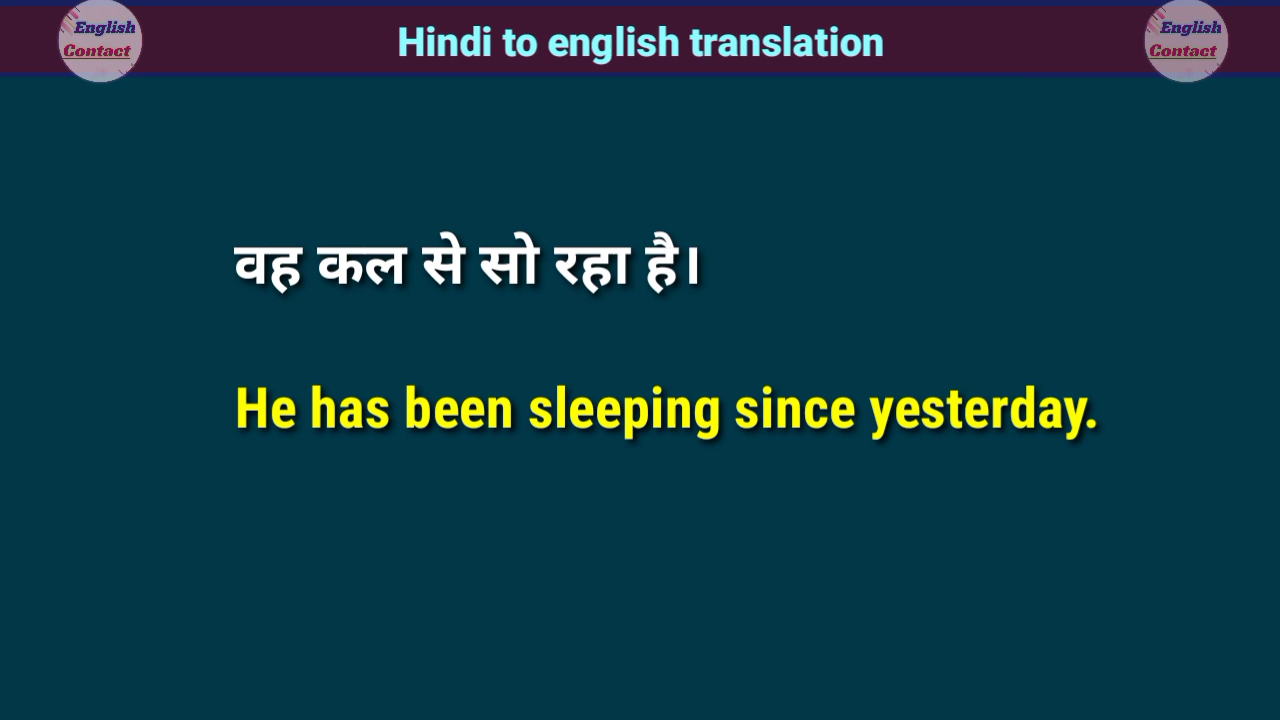 English
Contact
Hindi to english translation
English
Contact
वह कल से सो रहा है।
He has been sleeping since yesterday.